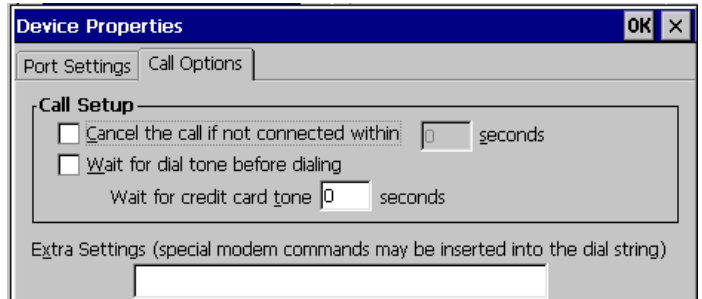 Device Properties OK ×
Port Settings Call Options
Call Setup
Cancel the call if not connected within 0 seconds
Wait for dial tone before dialing
Wait for credit card tone 0 seconds
Extra Settings (special modem commands may be inserted into the dial string)